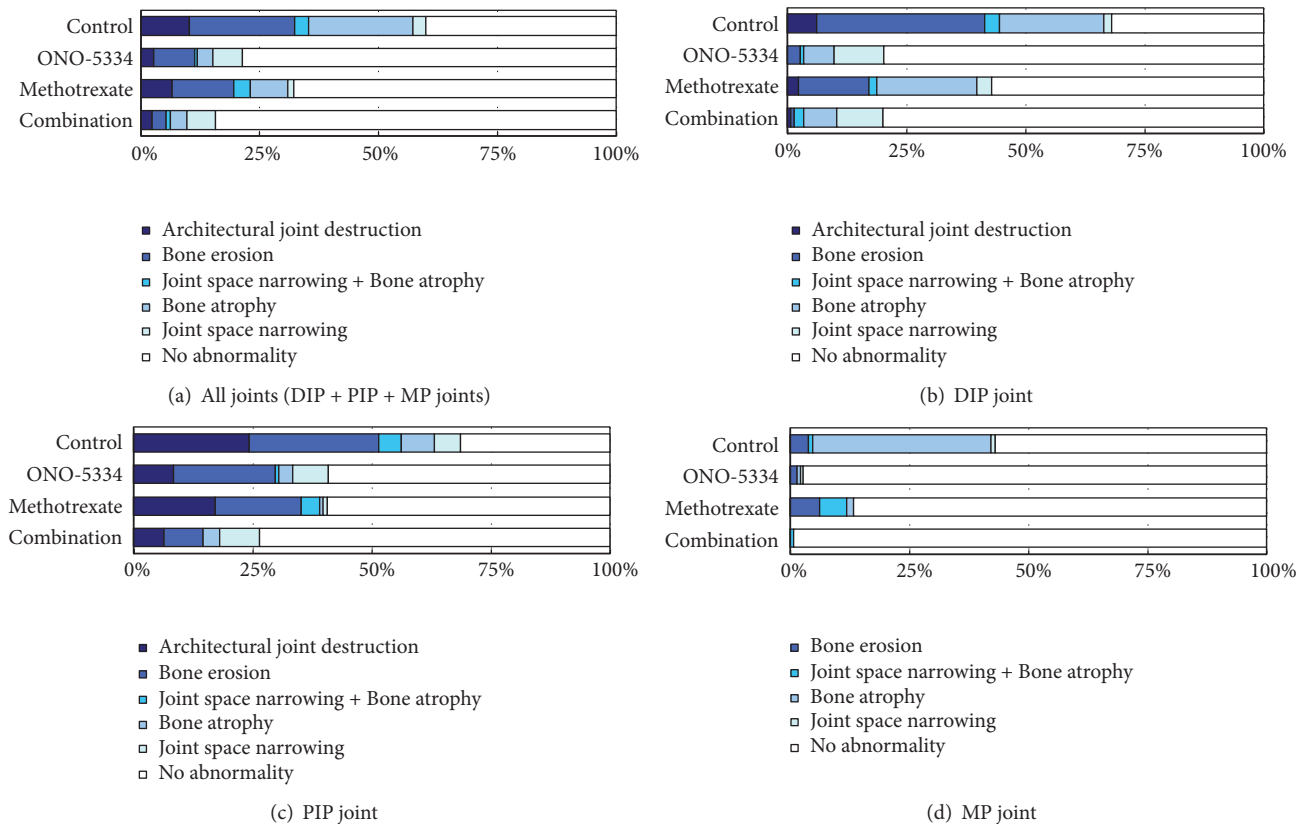 Control
ONO-5334
Methotrexate
Combination
0% 25% 50% 75% 100%
Architectural joint destruction
Bone erosion
Joint space narrowing + Bone atrophy
Bone atrophy
Joint space narrowing
No abnormality
(a) All joints (DIP + PIP + MP joints)
Control
ONO-5334
Methotrexate
Combination
0% 25% 50% 75% 100%
Architectural joint destruction
Bone erosion
Joint space narrowing + Bone atrophy
Bone atrophy
Joint space narrowing
No abnormality
(b) DIP joint
Control
ONO-5334
Methotrexate
Combination
0% 25% 50% 75% 100%
Architectural joint destruction
Bone erosion
Joint space narrowing + Bone atrophy
Bone atrophy
Joint space narrowing
No abnormality
(c) PIP joint
Control
ONO-5334
Methotrexate
Combination
0% 25% 50% 75% 100%
Bone erosion
Joint space narrowing + Bone atrophy
Bone atrophy
Joint space narrowing
No abnormality
(d) MP joint